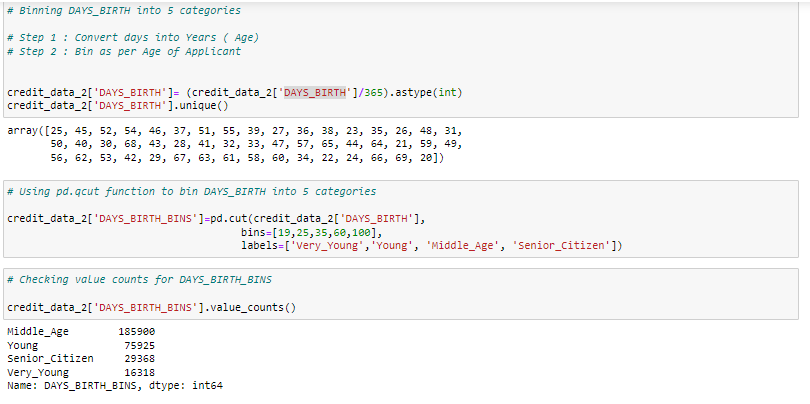 # Binning DAYS_BIRTH into 5 categories
# Step 1 : Convert days into Years ( Age)
# Step 2 : Bin as per Age of Applicant
credit_data_2['DAYS_BIRTH']= (credit_data_2['DAYS_BIRTH']/365).astype(int)
credit_data_2['DAYS_BIRTH'].unique()
array([25, 45, 52, 54, 46, 37, 51, 55, 39, 27, 36, 38, 23, 35, 26, 48, 31,
50, 40, 30, 68, 43, 28, 41, 32, 33, 47, 57, 65, 44, 64, 21, 59, 49,
56, 62, 53, 42, 29, 67, 63, 61, 58, 60, 34, 22, 24, 66, 69, 20])
# Using pd.qcut function to bin DAYS_BIRTH into 5 categories
credit_data_2['DAYS_BIRTH_BINS']=pd.cut(credit_data_2['DAYS_BIRTH'],
bins=[19,25,35,60,100],
labels=['Very_Young','Young', 'Middle_Age', 'Senior_Citizen'])
# Checking value counts for DAYS_BIRTH_BINS
credit_data_2['DAYS_BIRTH_BINS'].value_counts()
Middle_Age 185900
Young 75925
Senior_Citizen 29368
Very_Young 16318
Name: DAYS_BIRTH_BINS, dtype: int64